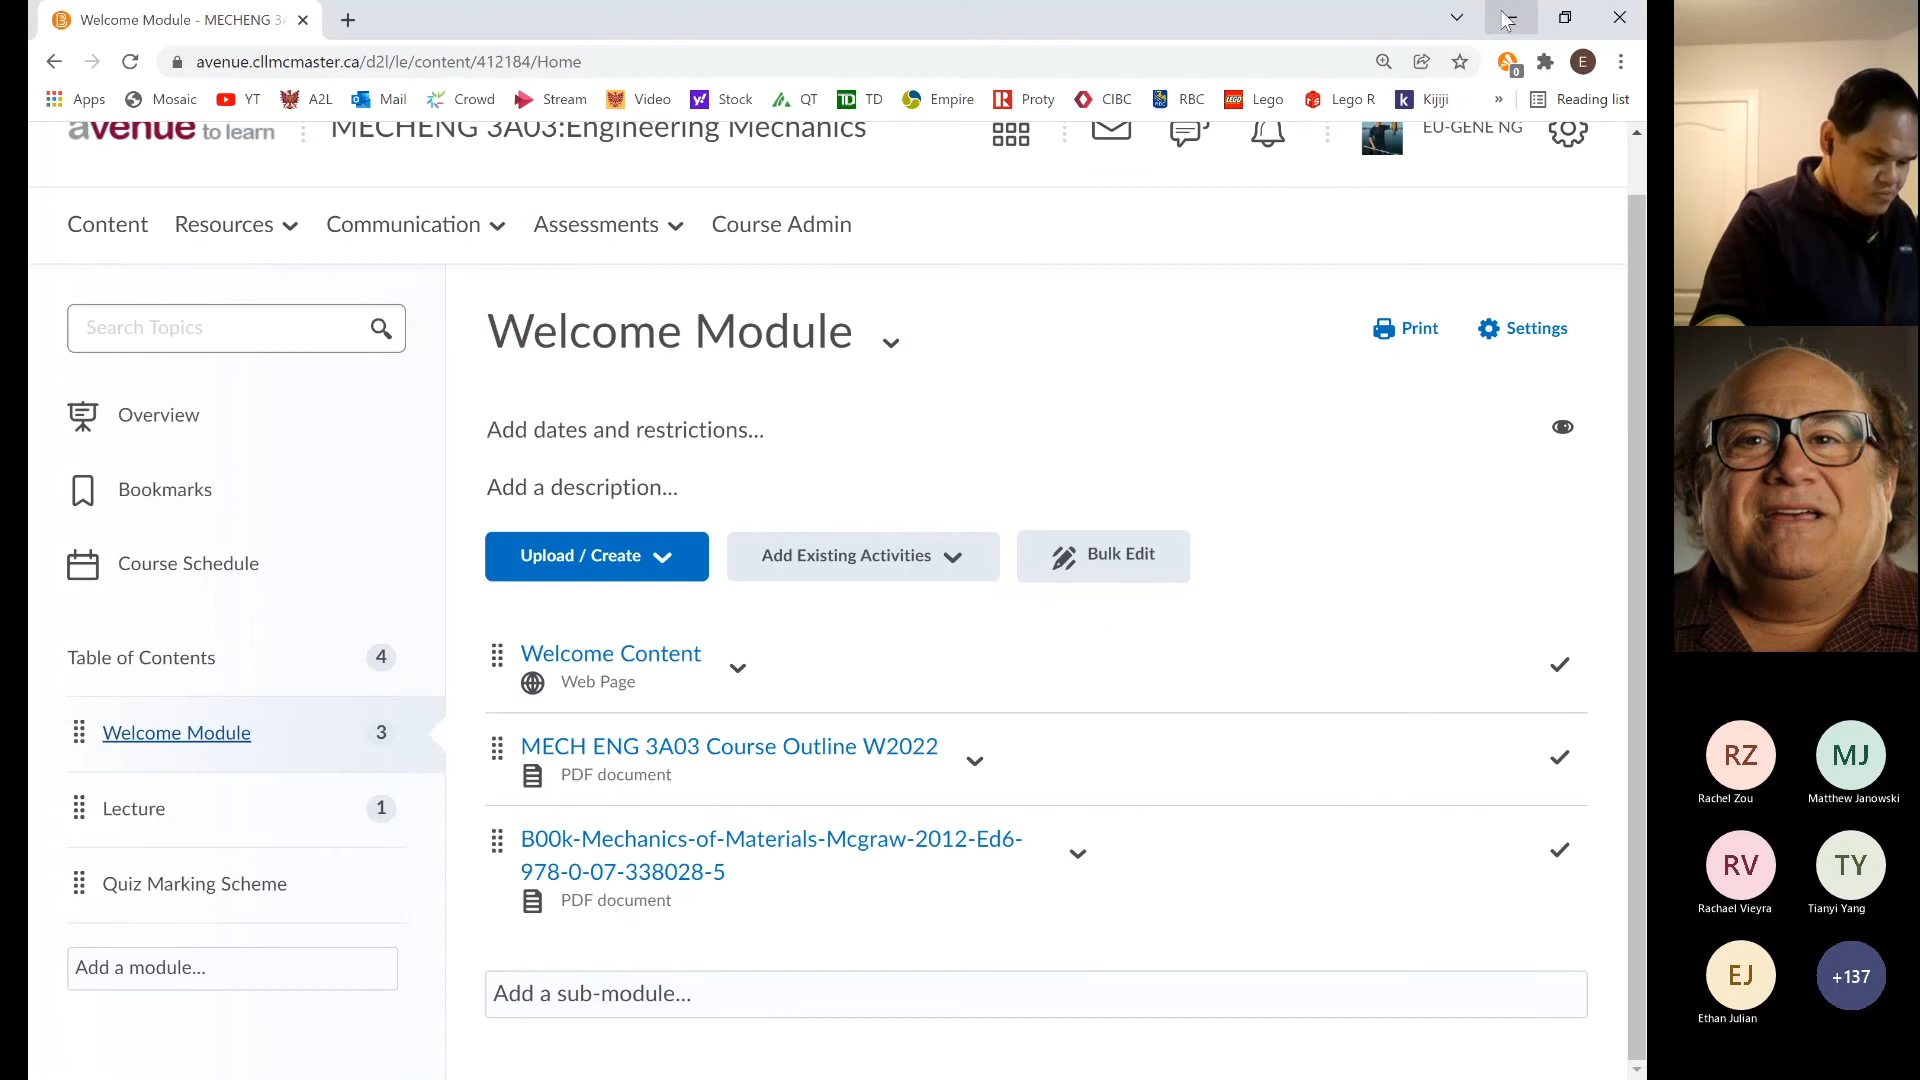 Welcome Module - MECHENG 3A
avenue.cllmcmaster.ca/d2l/le/content/412184/Home
0
E
Apps Mosaic YT A2L Mail Crowd Stream Video Stock QT TD TD Empire Proty CIBC RBC LEGO Lego Lego R k Kijiji » Reading list
avenue to learn MECHENG 3A03:Engineering Mechanics EU-GENE NG
Content Resources Communication Assessments Course Admin
Search Topics
Overview
Bookmarks
Course Schedule
Table of Contents 4
Welcome Module 3
Lecture 1
Quiz Marking Scheme
Add a module...
Welcome Module
Print Settings
Add dates and restrictions...
Add a description...
Upload / Create Add Existing Activities Bulk Edit
Welcome Content
Web Page
MECH ENG 3A03 Course Outline W2022
PDF document
B00k-Mechanics-of-Materials-Mcgraw-2012-Ed6-
978-0-07-338028-5
PDF document
Add a sub-module...
RZ MJ
Rachel Zou Matthew Janowski
RV TY
Rachael Vieyra Tianyi Yang
EJ +137
Ethan Julian